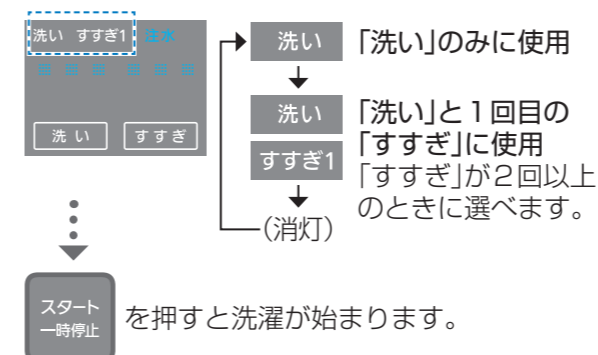 洗い すすぎ1 注水
洗い
すすぎ
洗い
「洗い」のみに使用
洗い
すすぎ1
「洗い」と1回目の
「すすぎ」に使用
「すすぎ」が2回以上
のときに選べます。
(消灯)
スタート
一時停止
を押すと洗濯が始まります。